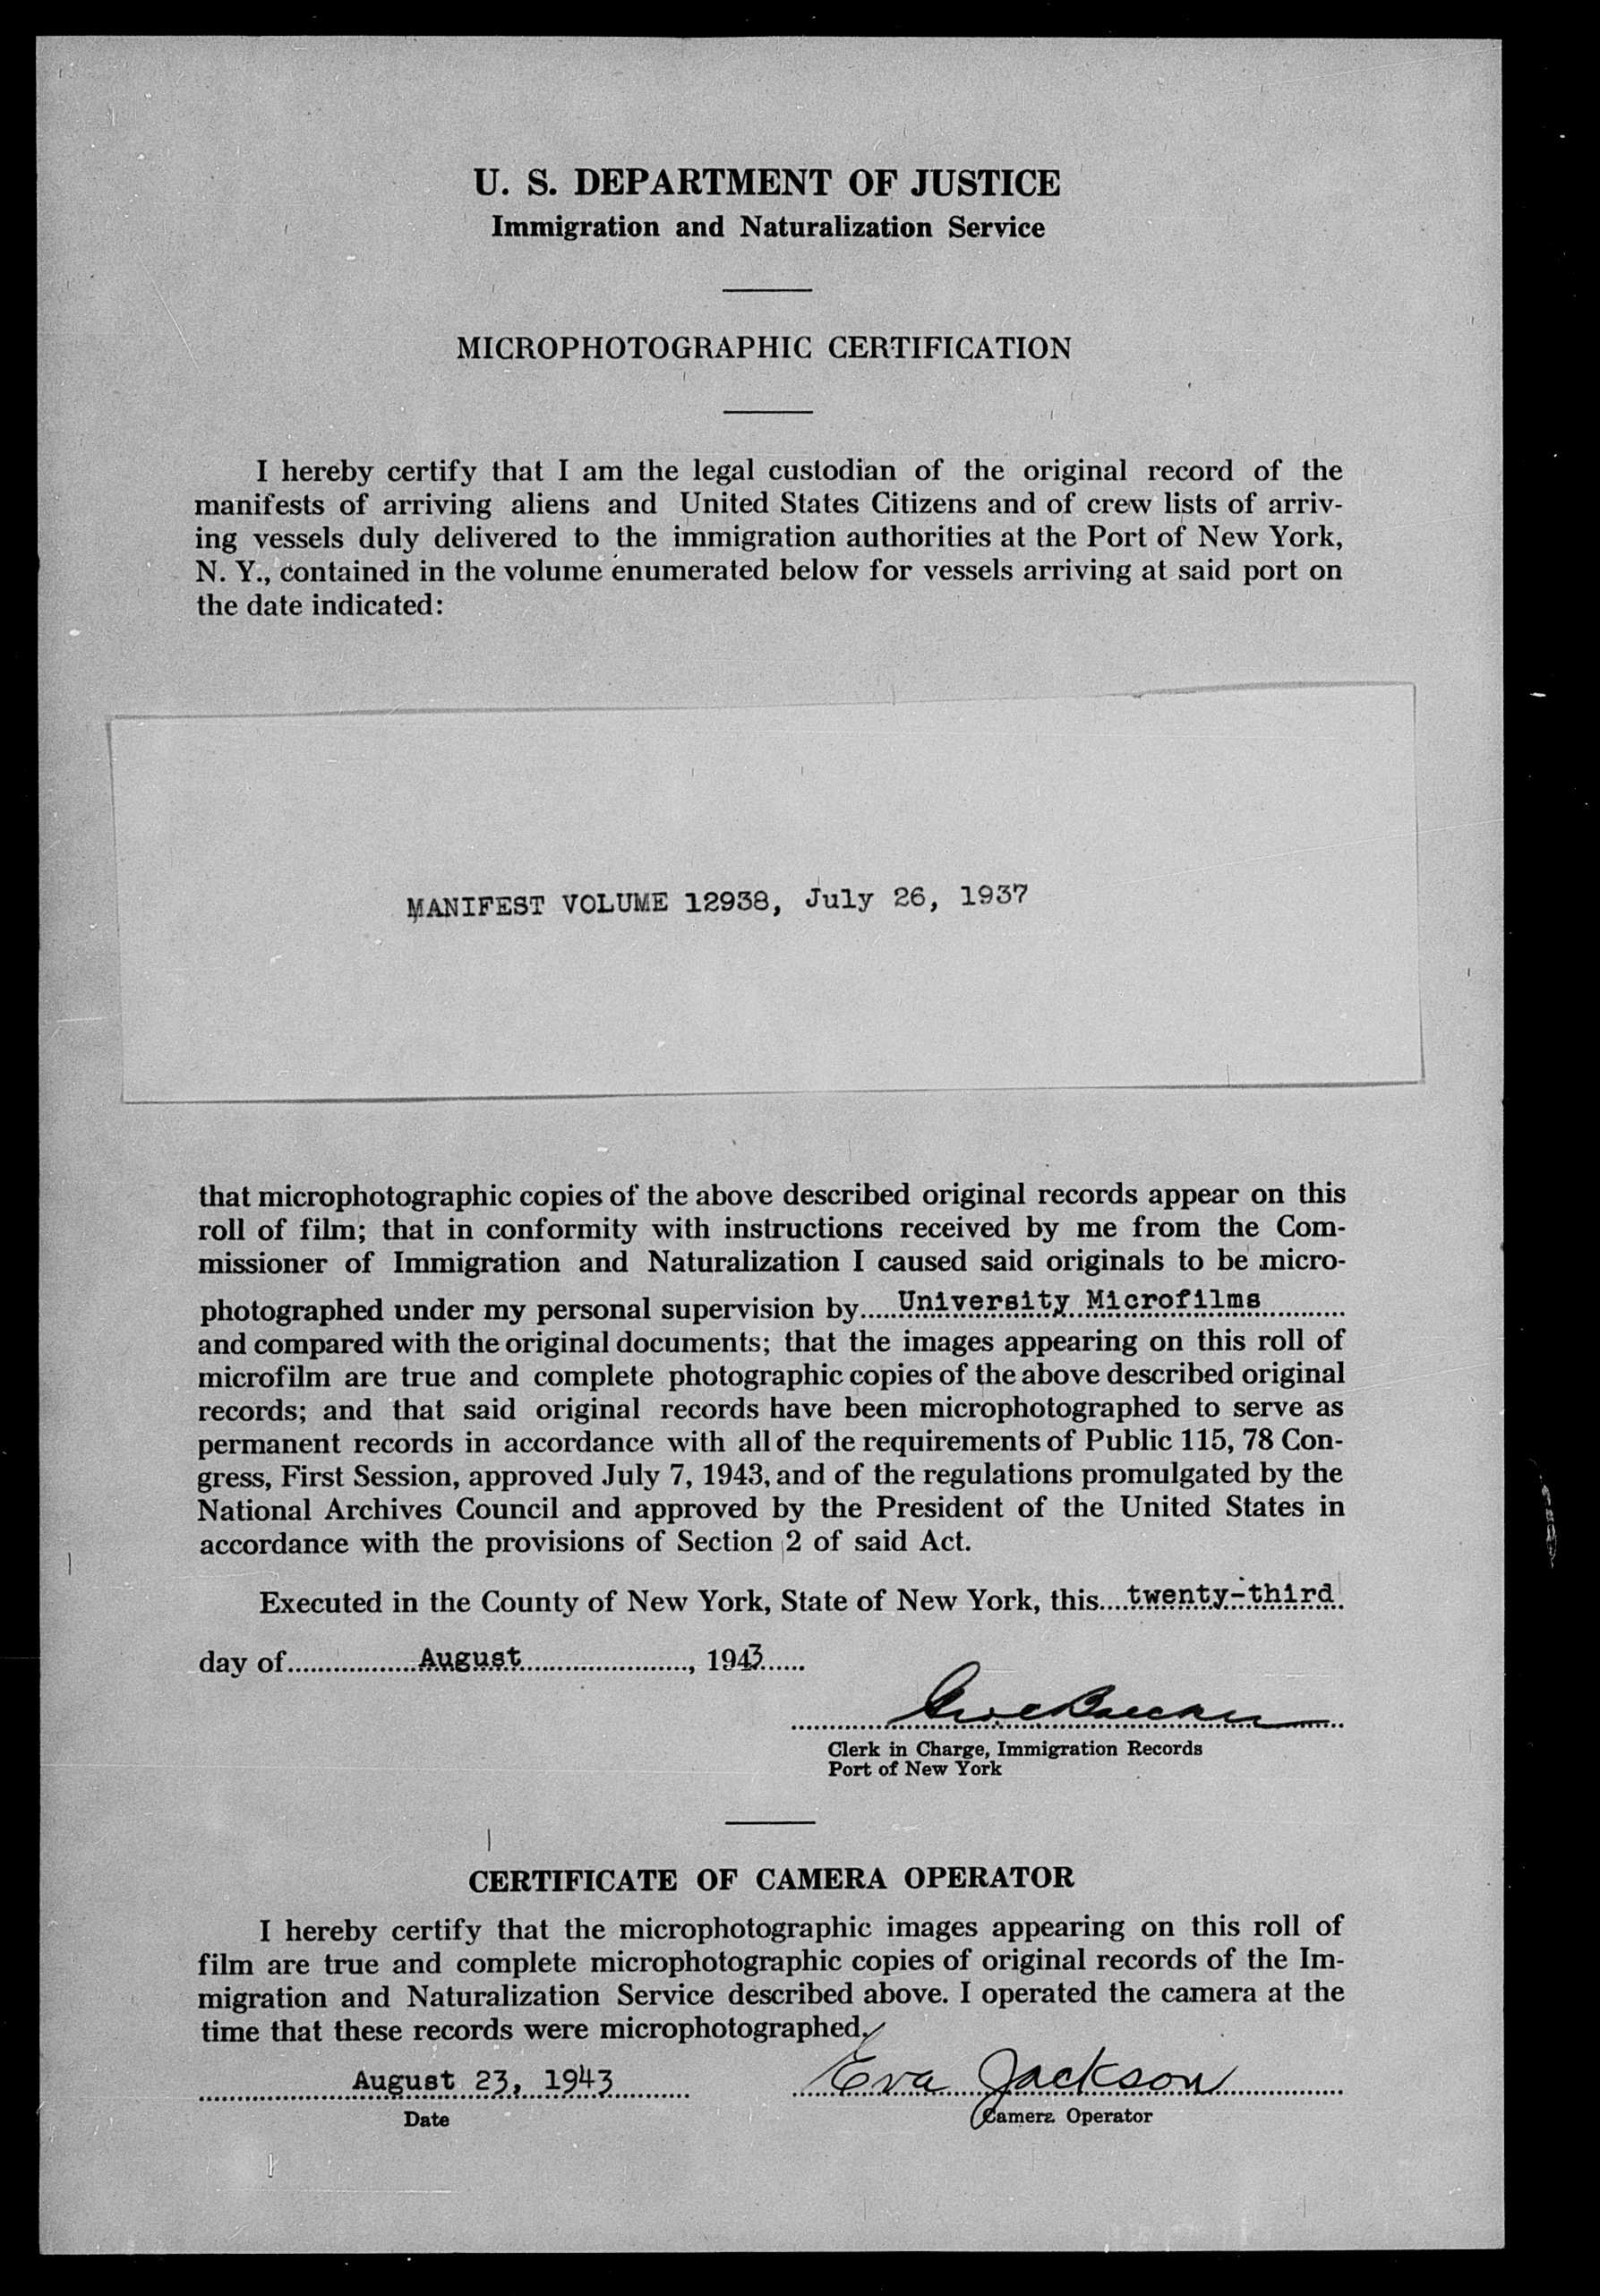 U. S. DEPARTMENT OF JUSTICE
Immigration and Naturalization Service
MICROPHOTOGRAPHIC CERTIFICATION
I hereby certify that I am the legal custodian of the original record of the
manifests of arriving aliens and United States Citizens and of crew lists of arriv-
ing vessels duly delivered to the immigration authorities at the Port of New York,
N. Y., contained in the volume enumerated below for vessels arriving at said port on
the date indicated:
MANIFEST VOLUME 12938, July 26, 1937
that microphotographic copies of the above described original records appear on this
roll of film; that in conformity with instructions received by me from the Com-
missioner of Immigration and Naturalization I caused said originals to be micro-
photographed under my personal supervision by.....University Microfilms..........
and compared with the original documents; that the images appearing on this roll of
microfilm are true and complete photographic copies of the above described original
records; and that said original records have been microphotographed to serve as
permanent records in accordance with all of the requirements of Public 115, 78 Con-
gress, First Session, approved July 7, 1943, and of the regulations promulgated by the
National Archives Council and approved by the President of the United States in
accordance with the provisions of Section 2 of said Act.
Executed in the County of New York, State of New York, this....twenty-third
day of..................August........................, 1943......
Clerk in Charge, Immigration Records
Port of New York
CERTIFICATE OF CAMERA OPERATOR
I hereby certify that the microphotographic images appearing on this roll of
film are true and complete microphotographic copies of original records of the Im-
migration and Naturalization Service described above. I operated the camera at the
time that these records were microphotographed.
August 23, 1943 Eva Jackson
Date Camera Operator